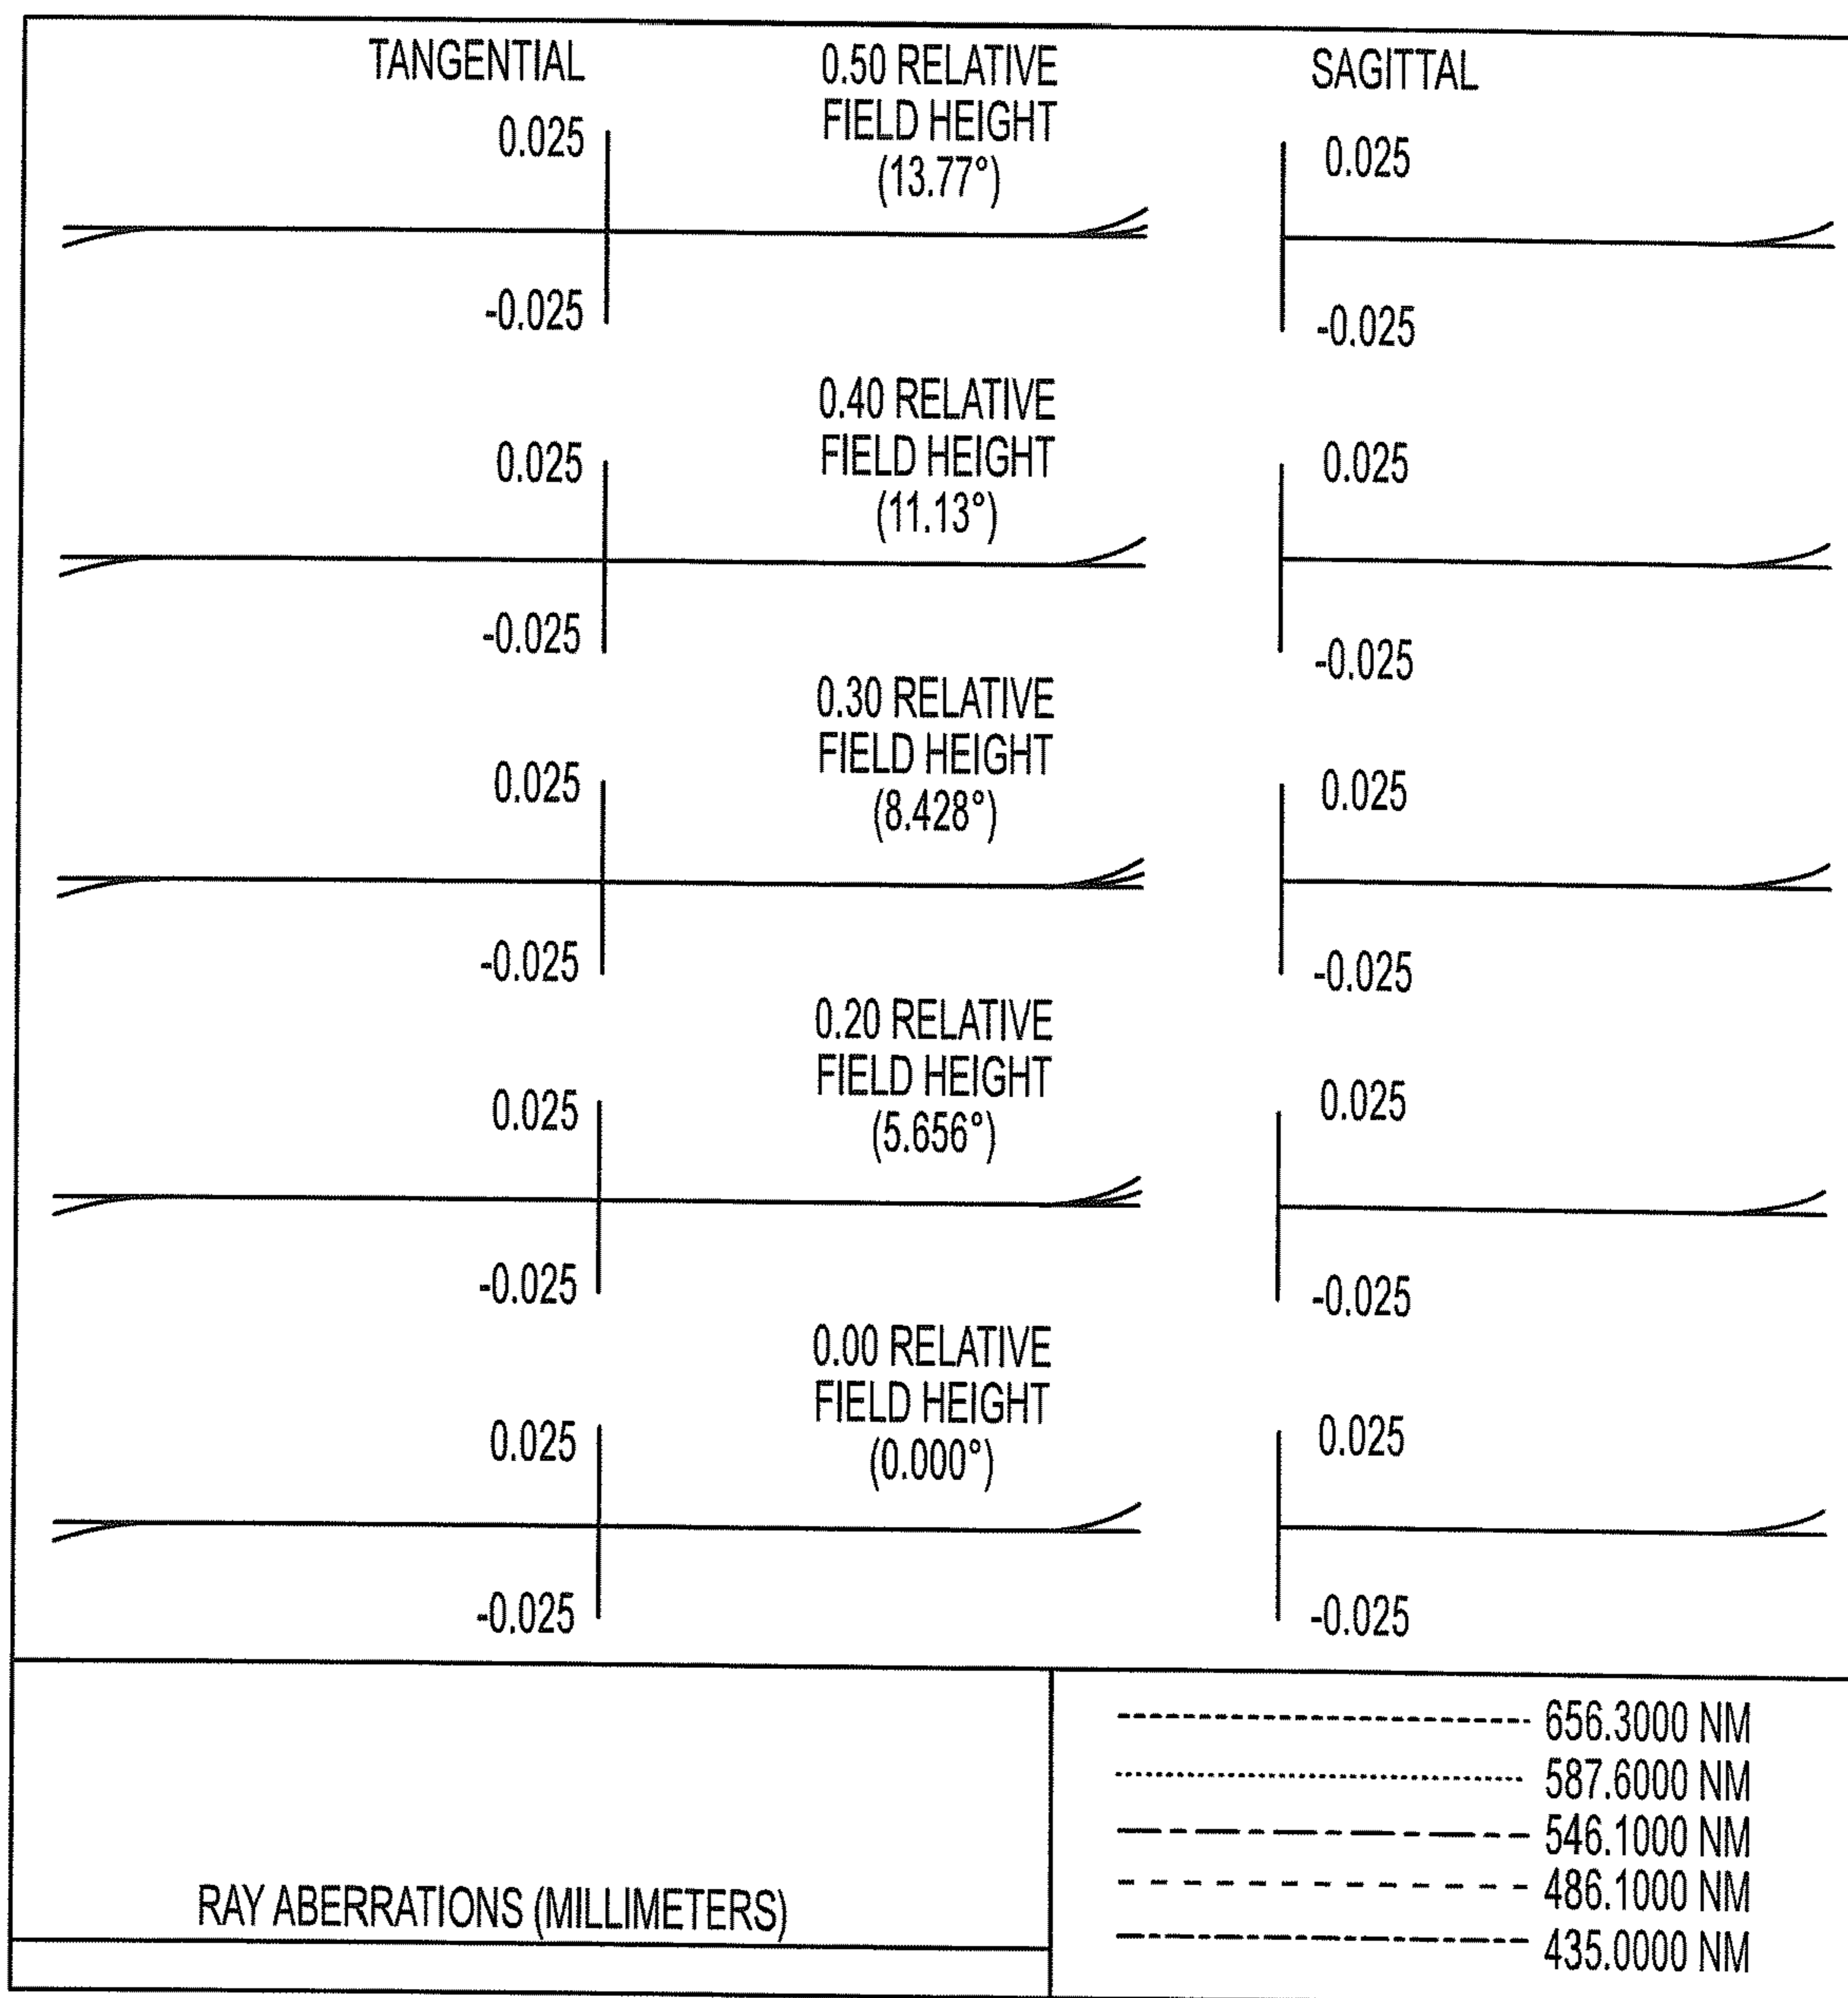 TANGENTIAL
0.50 RELATIVE
FIELD HEIGHT
(13.77°)
SAGITTAL
0.025
0.025
-0.025
-0.025
0.40 RELATIVE
FIELD HEIGHT
(11.13°)
0.025
0.025
-0.025
-0.025
0.30 RELATIVE
FIELD HEIGHT
(8.428°)
0.025
0.025
-0.025
-0.025
0.20 RELATIVE
FIELD HEIGHT
(5.656°)
0.025
0.025
-0.025
-0.025
0.00 RELATIVE
FIELD HEIGHT
(0.000°)
0.025
0.025
-0.025
-0.025
RAY ABERRATIONS (MILLIMETERS)
656.3000 NM
587.6000 NM
546.1000 NM
486.1000 NM
435.0000 NM